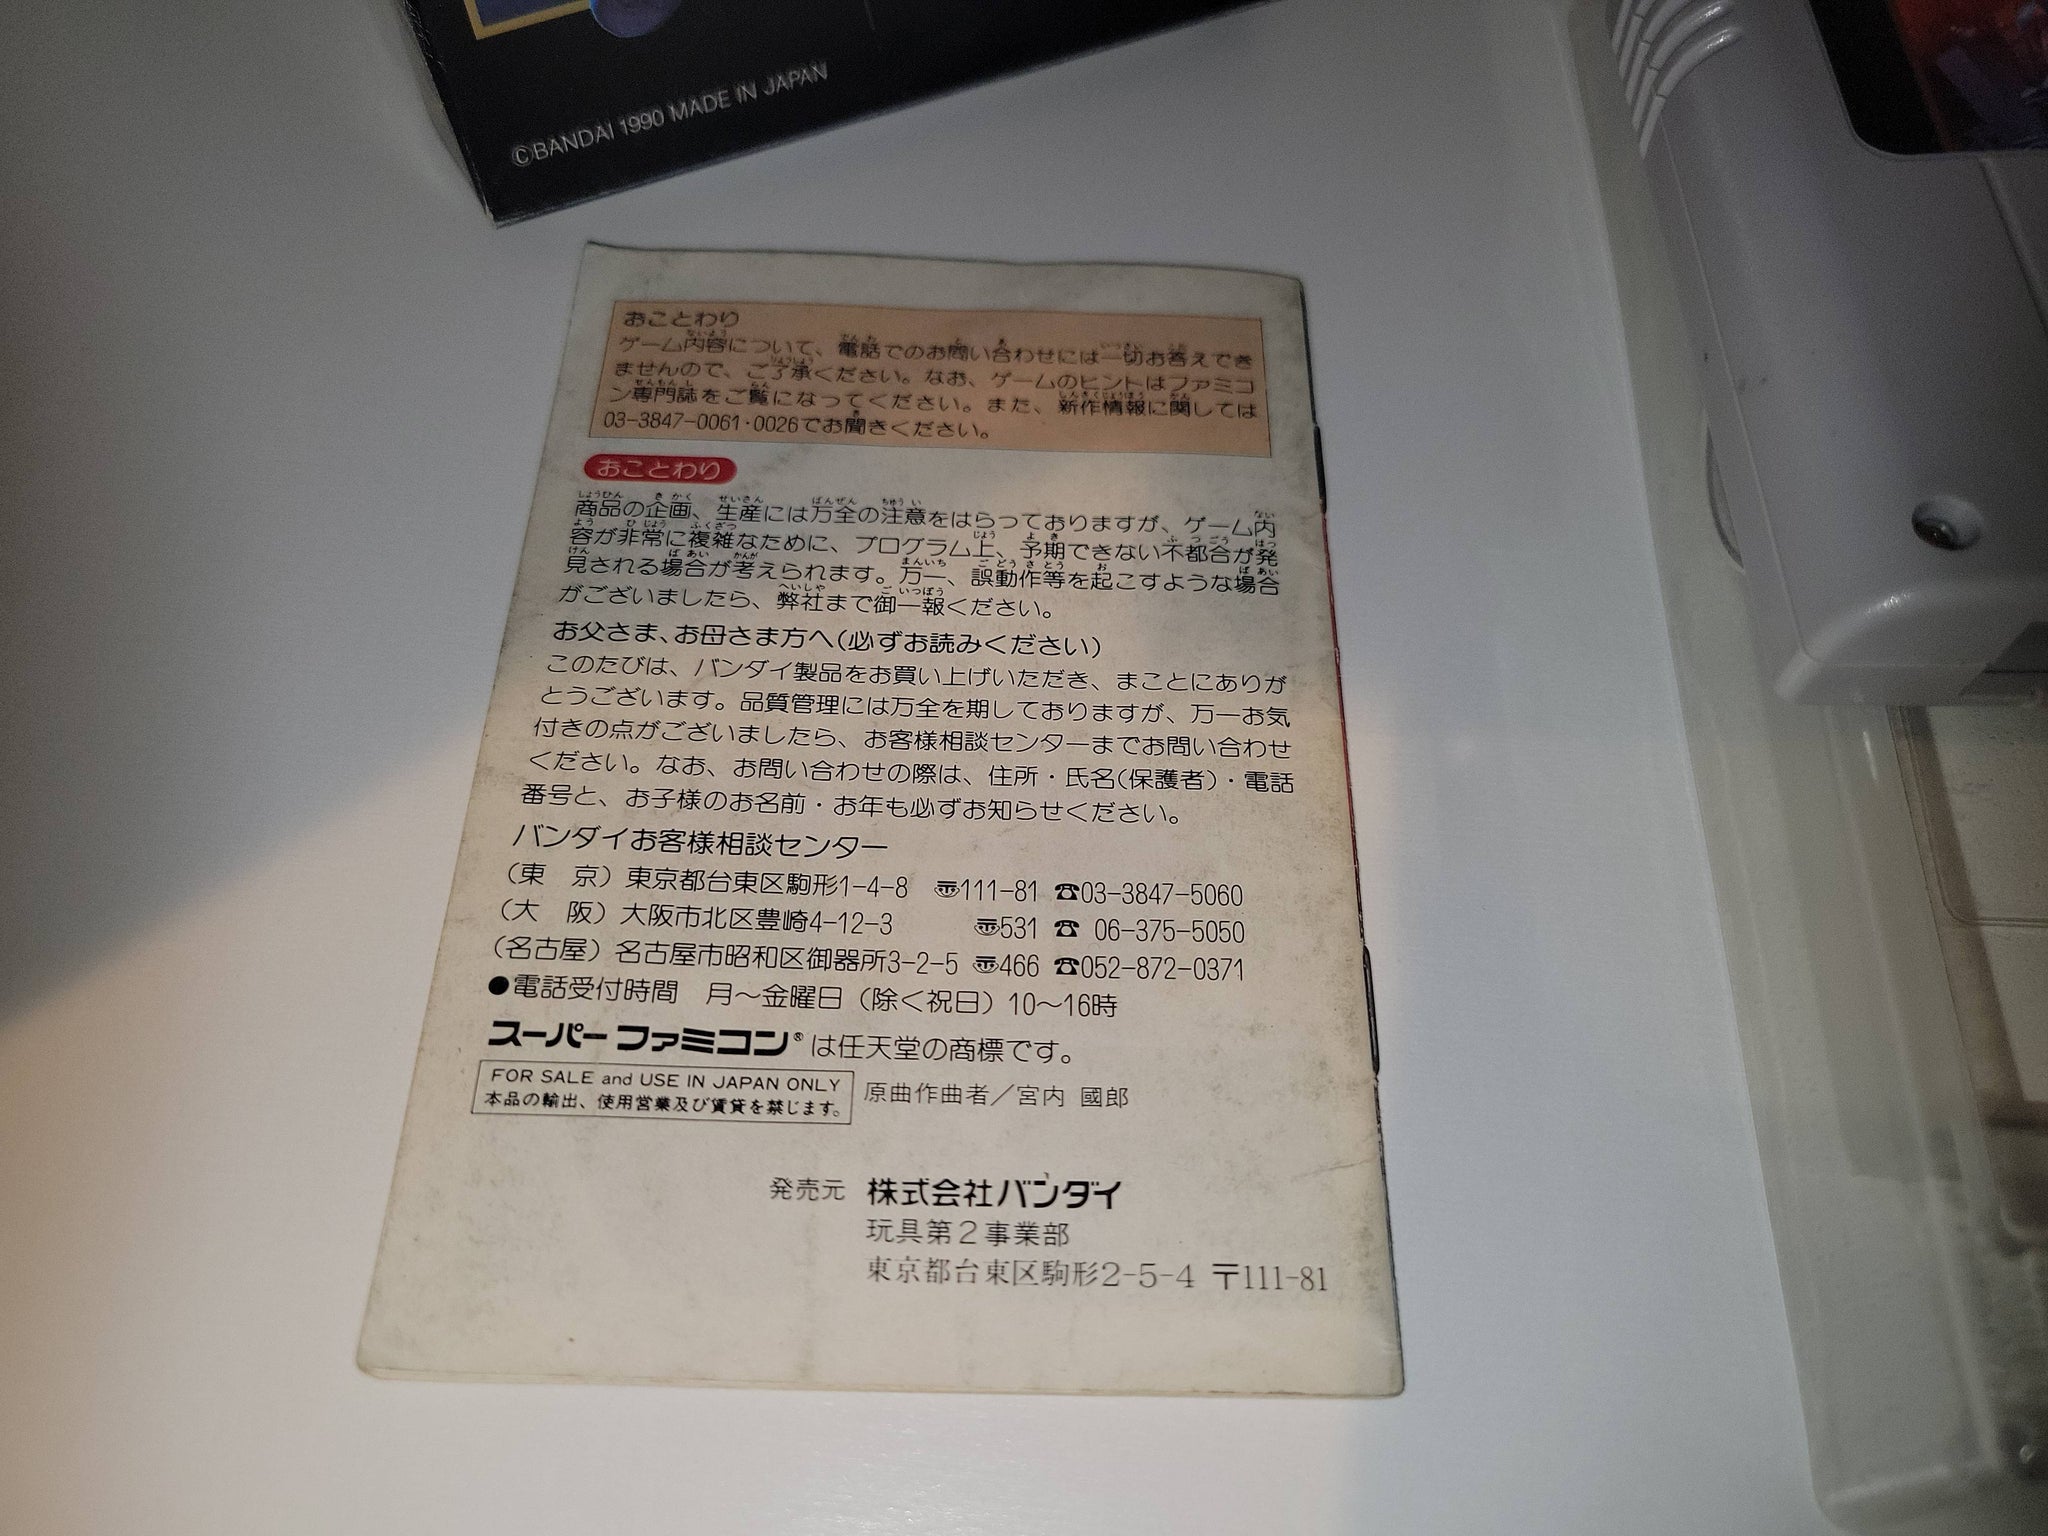 ©BANDAI 1990 MADE IN JAPAN
おことわり
ゲーム内容について、電話でのお問い合わせには一切お答えでき
ませんので、ご了承ください。なお、ゲームのヒントはファミコ
ン専門誌をご覧になってください。また、新作情報に関しては
03-3847-0061・0026でお聞きください。
おことわり
商品の企画、生産には万全の注意をはらっておりますが、ゲーム内
容が非常に複雑なために、プログラム上、予期できない不都合が発
見される場合が考えられます。万一、誤動作等を起こすような場合
がございましたら、弊社まで御一報ください。
お父さま、お母さま方へ(必ずお読みください)
このたびは、バンダイ製品をお買い上げいただき、まことにありが
とうございます。品質管理には万全を期しておりますが、万一お気
付きの点がございましたら、お客様相談センターまでお問い合わせ
ください。なお、お問い合わせの際は、住所・氏名(保護者)・電話
番号と、お子様のお名前・お年も必ずお知らせください。
バンダイお客様相談センター
(東　京)東京都台東区駒形1-4-8 〠111-81 ☎03-3847-5060
(大　阪)大阪市北区豊崎4-12-3 〠531 ☎ 06-375-5050
(名古屋)名古屋市昭和区御器所3-2-5 〠466 ☎052-872-0371
●電話受付時間　月～金曜日(除く祝日)10～16時
スーパーファミコン®は任天堂の商標です。
FOR SALE and USE IN JAPAN ONLY
本品の輸出、使用営業及び賃貸を禁じます。
原曲作曲者／宮内 國郎
発売元 株式会社バンダイ
玩具第2事業部
東京都台東区駒形2-5-4 〒111-81